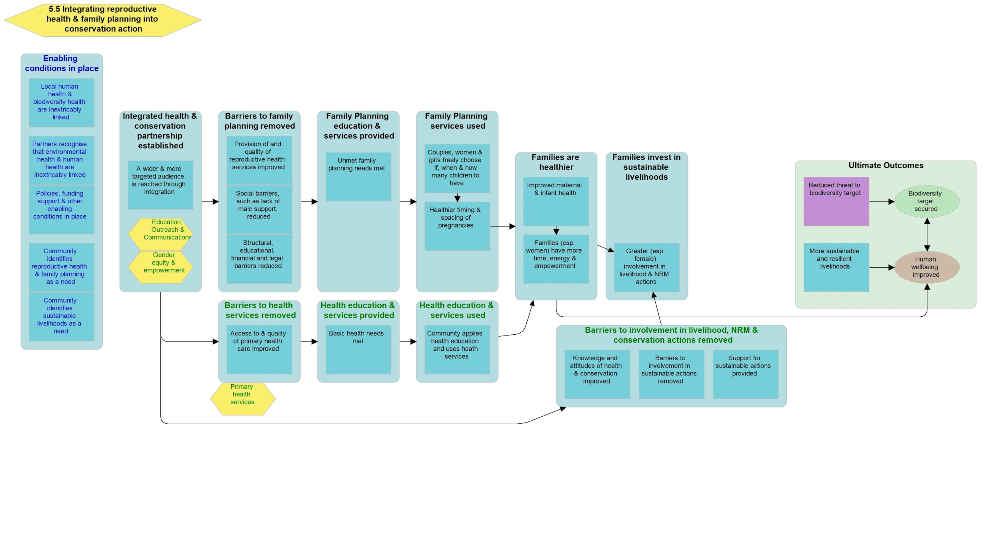 5.5 Integrating reproductive
health & family planning into
conservation action
Enabling
conditions in place
Local human
health &
biodiversity health
are inextricably
linked
Partners recognise
that environmental
health & human
health are
inextricably linked
Policies, funding
support & other
enabling
conditions in place
Community
identifies
reproductive health
& family planning
as a need
Community
identifies
sustainable
livelihoods as a
need
Integrated health &
conservation
partnership
established
A wider & more
targeted audience
is reached through
integration
Education,
Outreach &
Communications
Gender
equity &
empowerment
Barriers to family
planning removed
Provision of and
quality of
reproductive health
services improved
Social barriers,
such as lack of
male support,
reduced
Structural,
educational,
financial and legal
barriers reduced
Family Planning
education &
services provided
Unmet family
planning needs met
Family Planning
services used
Couples, women &
girls freely choose
if, when & how
many children to
have
Healthier timing &
spacing of
pregnancies
Families are
healthier
Improved maternal
& infant health
Families (esp.
women) have more
time, energy &
empowerment
Families invest in
sustainable
livelihoods
Greater (esp.
female)
involvement in
livelihood & NRM
actions
Ultimate Outcomes
Reduced threat to
biodiversity target
Biodiversity
target
secured
More sustainable
and resilient
livelihoods
Human
wellbeing
improved
Barriers to health
services removed
Access to & quality
of primary health
care improved
Primary
health
services
Health education &
services provided
Basic health needs
met
Health education &
services used
Community applies
health education
and uses heath
services
Barriers to involvement in livelihood, NRM &
conservation actions removed
Knowledge and
attitudes of health
& conservation
improved
Barriers to
involvement in
sustainable actions
removed
Support for
sustainable actions
provided